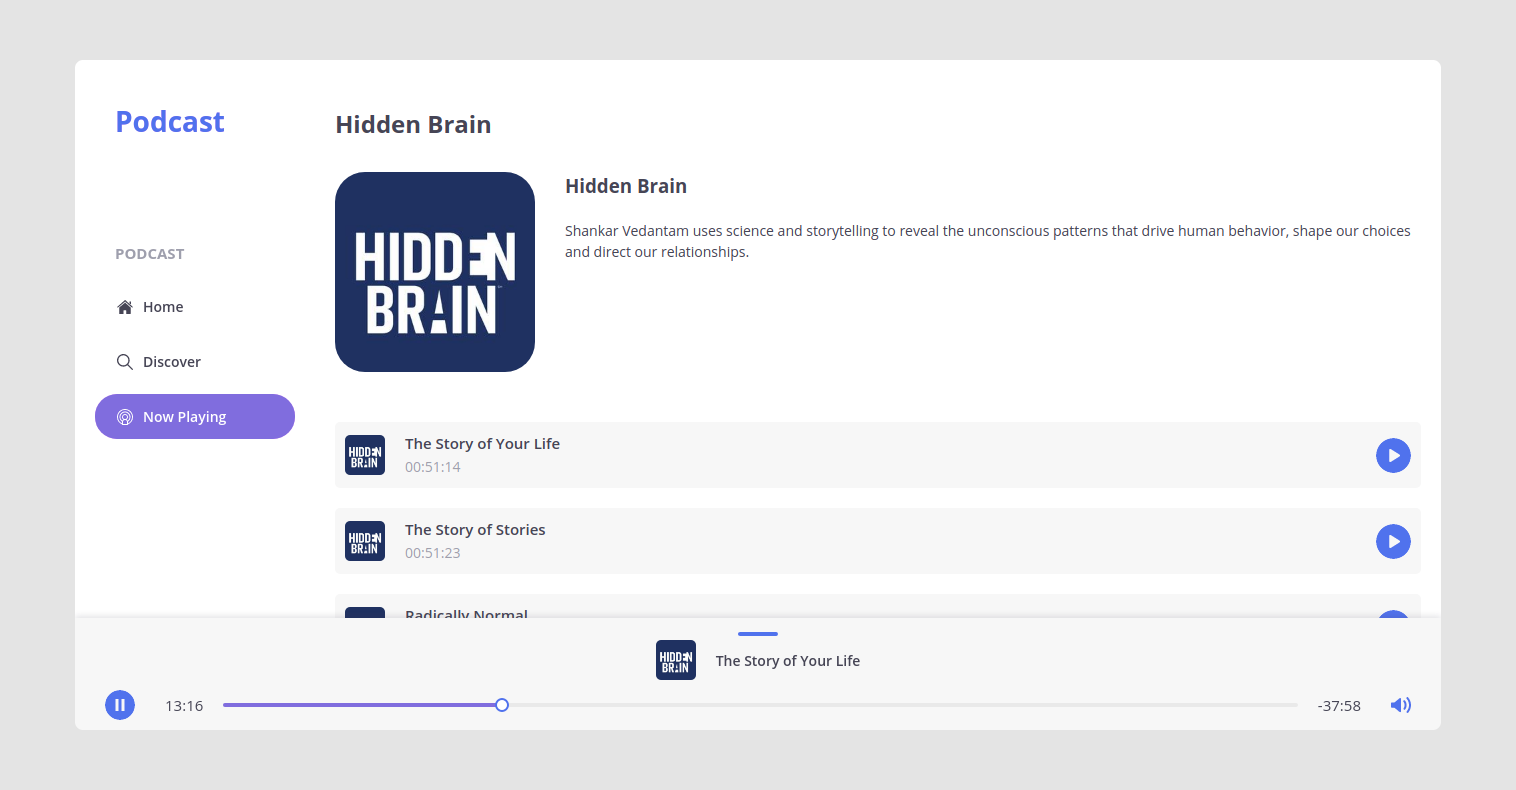 Podcast
PODCAST
Home
Discover
Now Playing
Hidden Brain
HIDDEN
BRAIN
Hidden Brain
Shankar Vedantam uses science and storytelling to reveal the unconscious patterns that drive human behavior, shape our choices
and direct our relationships.
HIDDEN
BRAIN
The Story of Your Life
00:51:14
HIDDEN
BRAIN
The Story of Stories
00:51:23
Radically Normal
HIDDEN
BRAIN
The Story of Your Life
13:16
-37:58